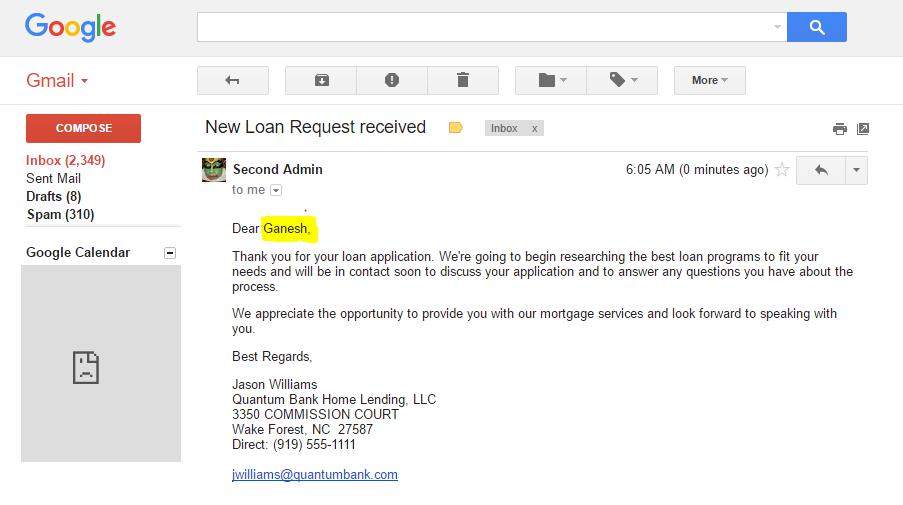 Google
Gmail
More
COMPOSE
New Loan Request received
Inbox x
Inbox (2,349)
Sent Mail
Drafts (8)
Spam (310)
Google Calendar
Second Admin
6:05 AM (0 minutes ago)
to me
Dear Ganesh,
Thank you for your loan application. We're going to begin researching the best loan programs to fit your
needs and will be in contact soon to discuss your application and to answer any questions you have about the
process.
We appreciate the opportunity to provide you with our mortgage services and look forward to speaking with
you.
Best Regards,
Jason Williams
Quantum Bank Home Lending, LLC
3350 COMMISSION COURT
Wake Forest, NC  27587
Direct: (919) 555-1111
jwilliams@quantumbank.com